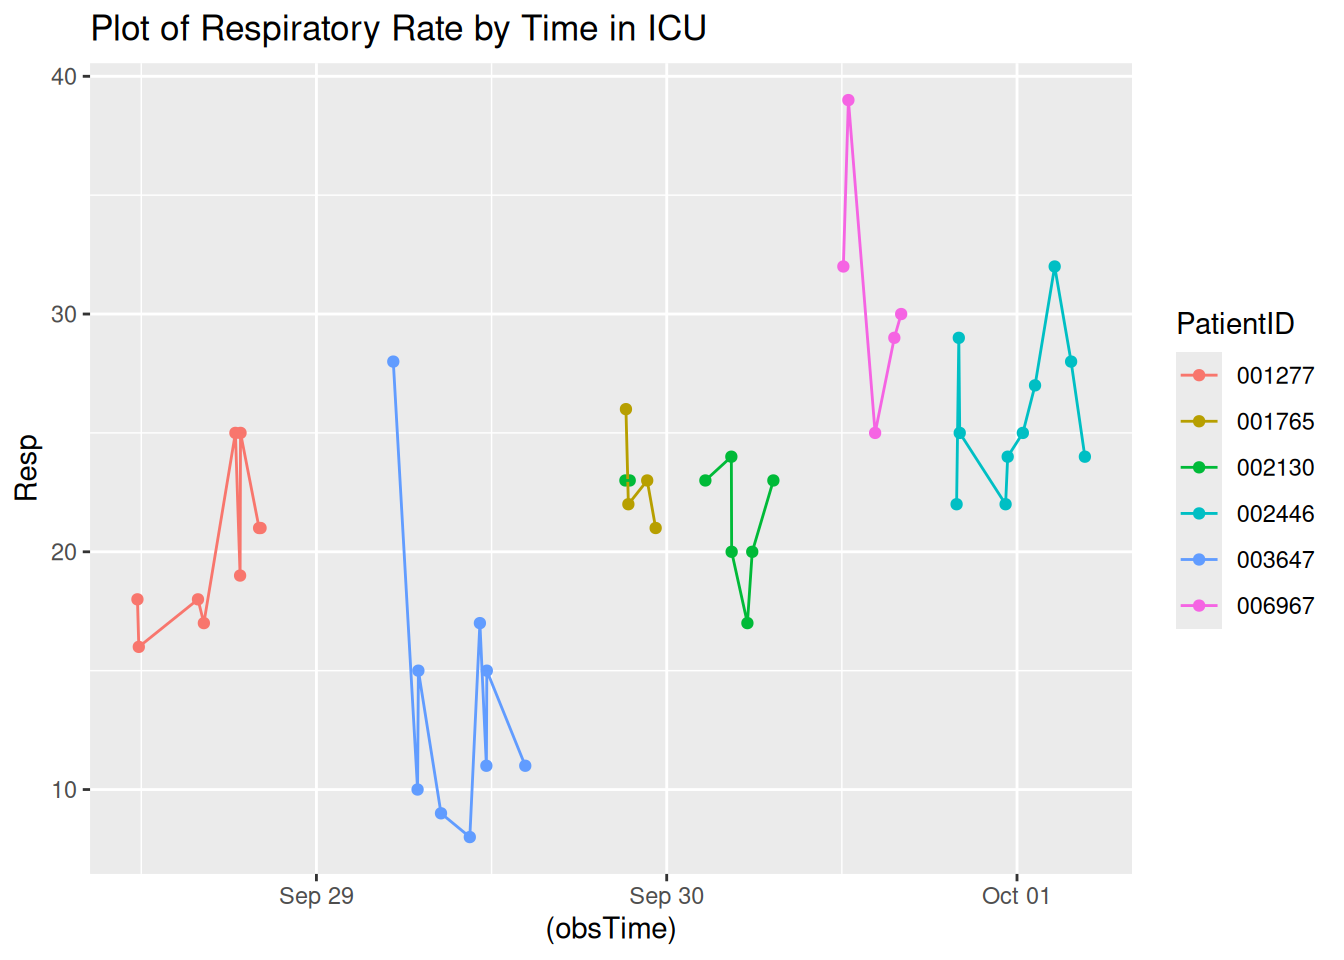 Plot of Respiratory Rate by Time in ICU
40
30
20
10
Resp
Sep 29
Sep 30
Oct 01
(obsTime)
PatientID
001277
001765
002130
002446
003647
006967